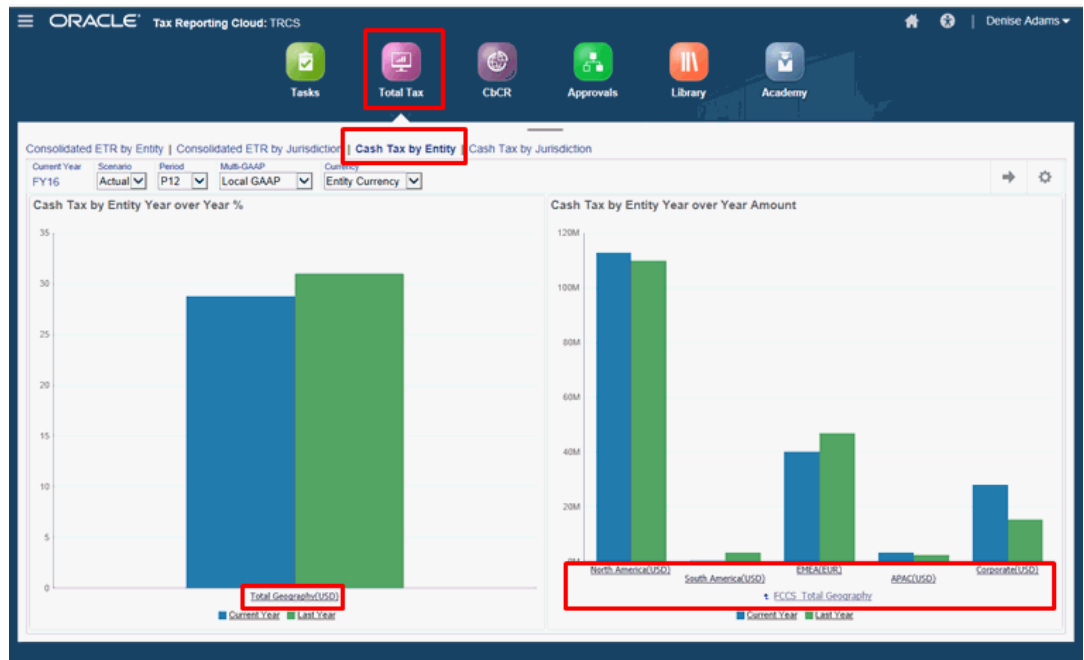 ORACLE® Tax Reporting Cloud: TRCS
Denise Adams
Tasks
Total Tax
CbCR
Approvals
Library
Academy
Consolidated ETR by Entity | Consolidated ETR by Jurisdiction | Cash Tax by Entity | Cash Tax by Jurisdiction
Current Year Scenario Period Multi-GAAP Currency
FY16 Actual P12 Local GAAP Entity Currency
Cash Tax by Entity Year over Year %
35
30
25
20
15
10
5
0
Total Geography(USD)
Current Year Last Year
Cash Tax by Entity Year over Year Amount
120M
100M
80M
60M
40M
20M
0M
North America(USD)
South America(USD)
EMEA(EUR)
APAC(USD)
Corporate(USD)
FCCS_Total Geography
Current Year Last Year